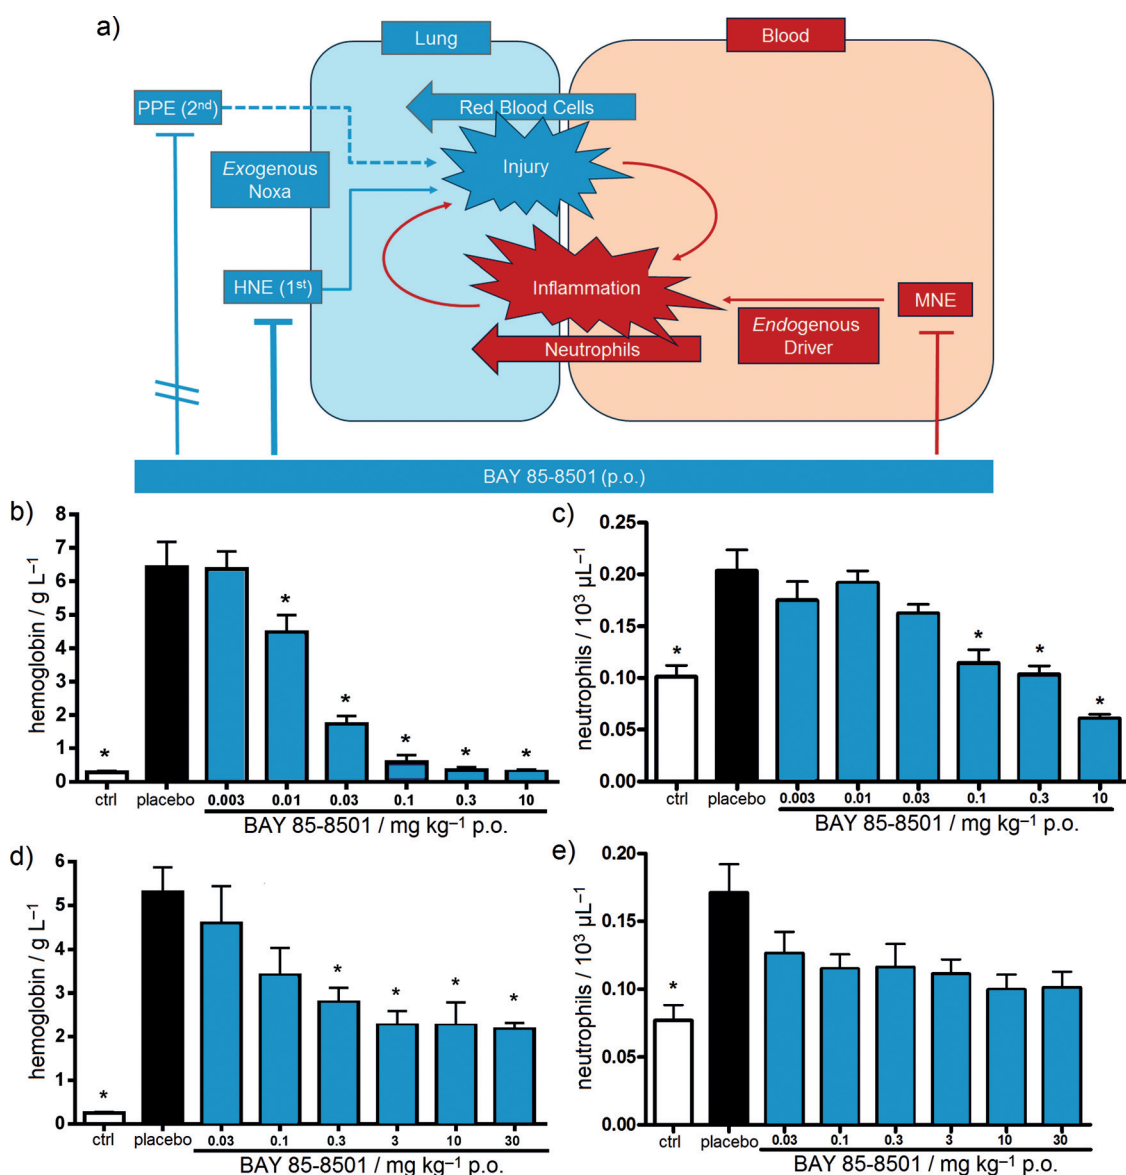 a)
Lung
Blood
PPE (2nd)
Red Blood Cells
Exogenous
Noxa
Injury
HNE (1st)
Inflammation
MNE
Endogenous
Driver
Neutrophils
BAY 85-8501 (p.o.)
b)
hemoglobin / g L⁻¹
8
7
6
5
4
3
2
1
0
*
*
*
*
*
*
ctrl
placebo
0.003
0.01
0.03
0.1
0.3
10
BAY 85-8501 / mg kg⁻¹ p.o.
c)
neutrophils / 10³ µL⁻¹
0.25
0.20
0.15
0.10
0.05
0.00
*
*
*
*
ctrl
placebo
0.003
0.01
0.03
0.1
0.3
10
BAY 85-8501 / mg kg⁻¹ p.o.
d)
hemoglobin / g L⁻¹
6
5
4
3
2
1
0
*
*
*
*
*
ctrl
placebo
0.03
0.1
0.3
3
10
30
BAY 85-8501 / mg kg⁻¹ p.o.
e)
neutrophils / 10³ µL⁻¹
0.20
0.15
0.10
0.05
0.00
*
ctrl
placebo
0.03
0.1
0.3
3
10
30
BAY 85-8501 / mg kg⁻¹ p.o.